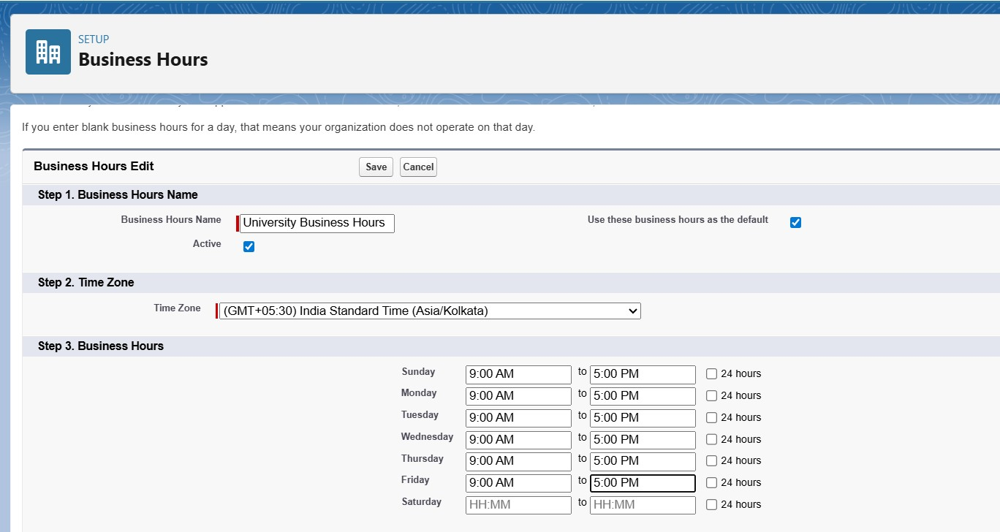 SETUP
Business Hours
If you enter blank business hours for a day, that means your organization does not operate on that day.
Business Hours Edit Save Cancel
Step 1. Business Hours Name
Business Hours Name University Business Hours Use these business hours as the default
Active
Step 2. Time Zone
Time Zone (GMT+05:30) India Standard Time (Asia/Kolkata)
Step 3. Business Hours
Sunday 9:00 AM to 5:00 PM 24 hours
Monday 9:00 AM to 5:00 PM 24 hours
Tuesday 9:00 AM to 5:00 PM 24 hours
Wednesday 9:00 AM to 5:00 PM 24 hours
Thursday 9:00 AM to 5:00 PM 24 hours
Friday 9:00 AM to 5:00 PM 24 hours
Saturday HH:MM to HH:MM 24 hours